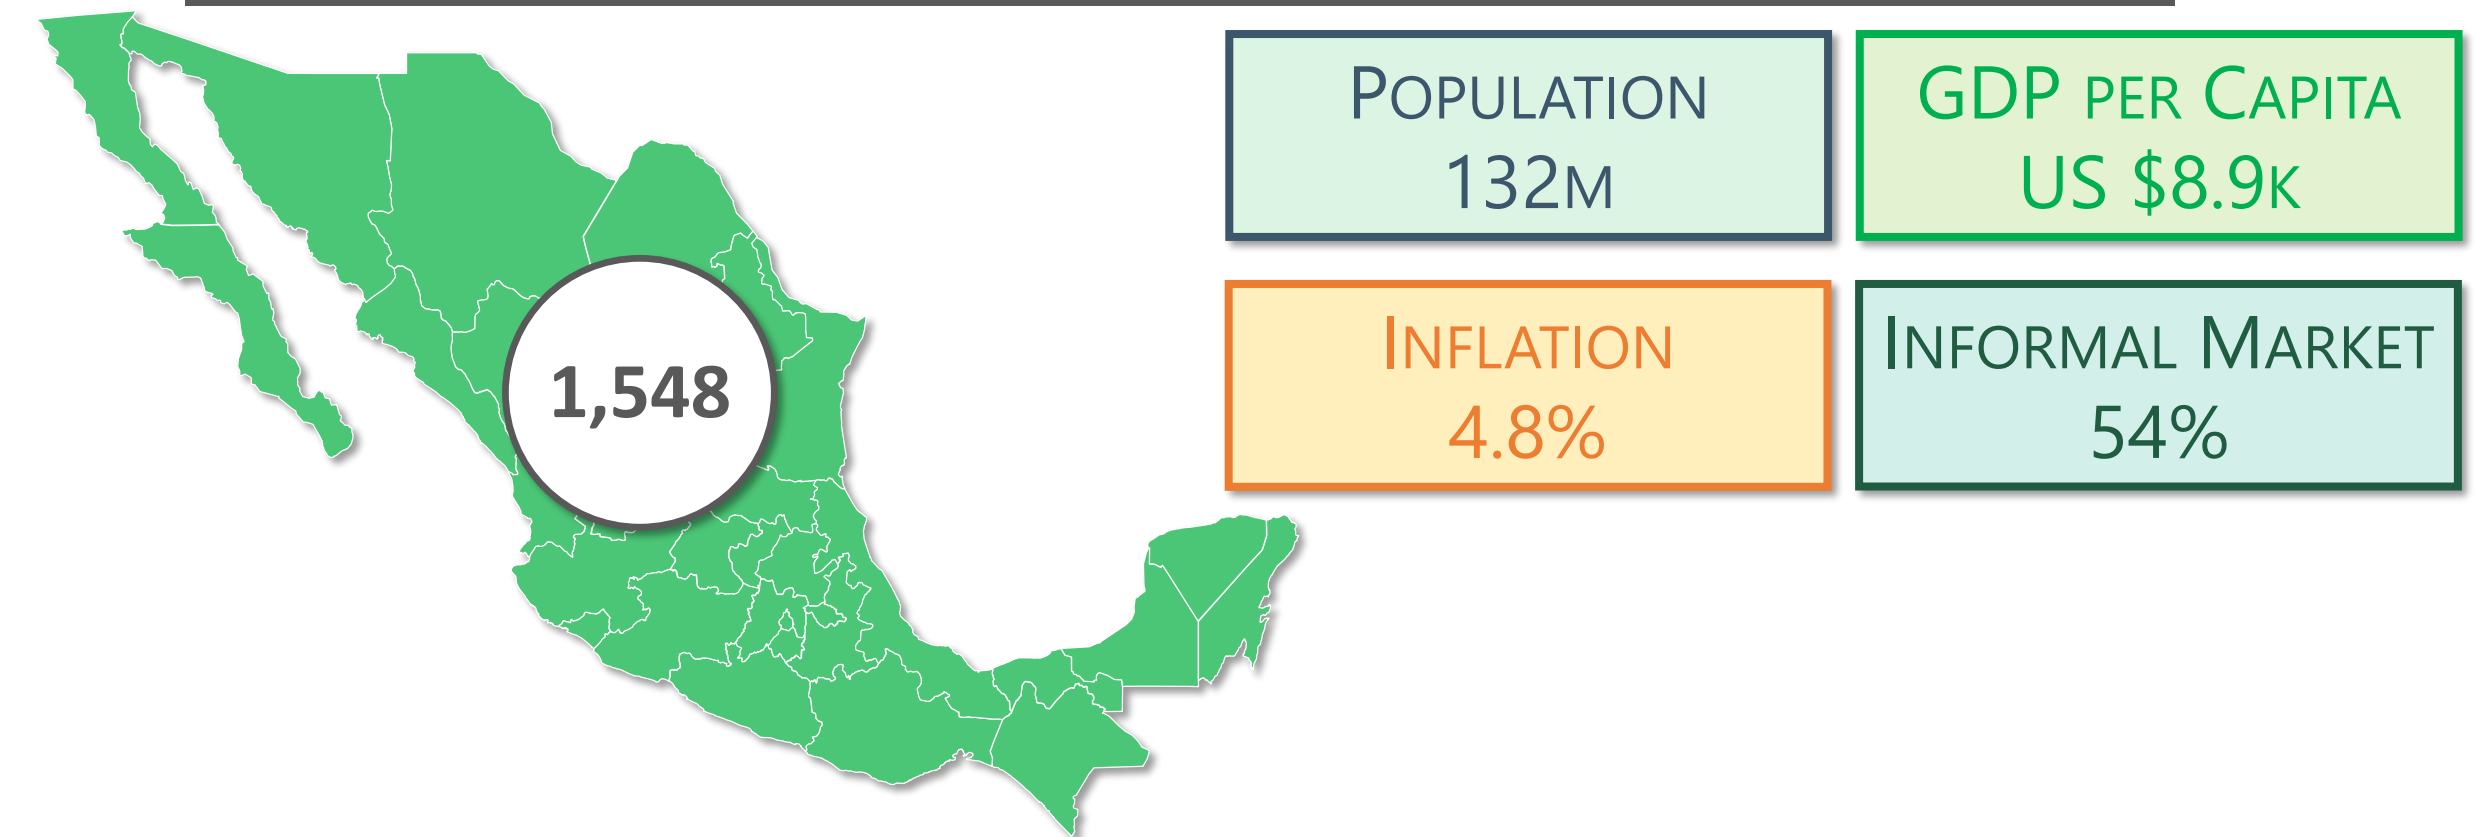 Population
132m
GDP per Capita
US $8.9k
Inflation
4.8%
Informal Market
54%
1,548